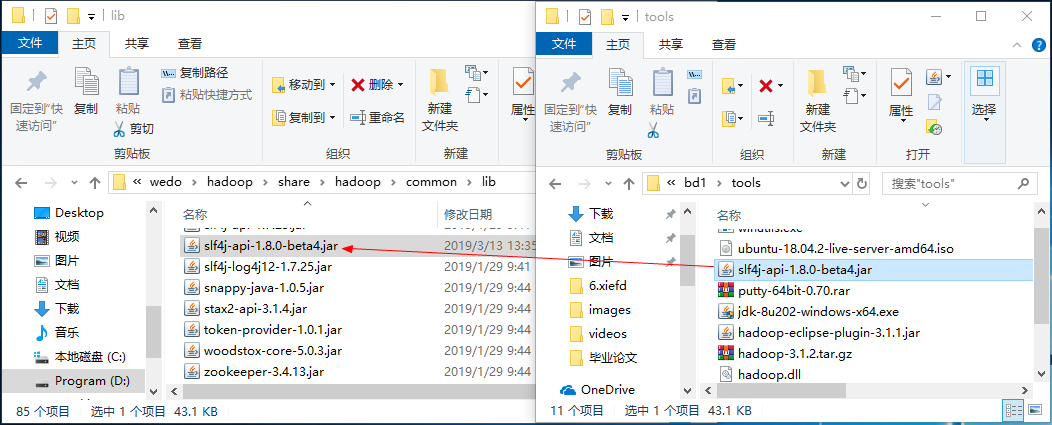 lib
文件 主页 共享 查看
固定到"快速访问"
复制
粘贴
复制路径
粘贴快捷方式
剪切
剪贴板
移动到
复制到
删除
重命名
组织
新建
文件夹
新建
属性
« wedo › hadoop › share › hadoop › common › lib
Desktop
视频
图片
文档
下载
音乐
本地磁盘 (C:)
Program (D:)
名称 修改日期
slf4j-api-1.8.0-beta4.jar 2019/3/13 13:35
slf4j-log4j12-1.7.25.jar 2019/1/29 9:41
snappy-java-1.0.5.jar 2019/1/29 9:44
stax2-api-3.1.4.jar 2019/1/29 9:44
token-provider-1.0.1.jar 2019/1/29 9:44
woodstox-core-5.0.3.jar 2019/1/29 9:44
zookeeper-3.4.13.jar 2019/1/29 9:44
85 个项目 选中 1 个项目 43.1 KB
tools
文件 主页 共享 查看
固定到"快速访问"
复制
粘贴
剪贴板
组织
新建
文件夹
新建
属性
打开
选择
« bd1 › tools
搜索"tools"
下载
文档
图片
6.xiefd
images
videos
毕业论文
OneDrive
名称
winutils.exe
ubuntu-18.04.2-live-server-amd64.iso
slf4j-api-1.8.0-beta4.jar
putty-64bit-0.70.rar
jdk-8u202-windows-x64.exe
hadoop-eclipse-plugin-3.1.1.jar
hadoop-3.1.2.tar.gz
hadoop.dll
11 个项目 选中 1 个项目 43.1 KB